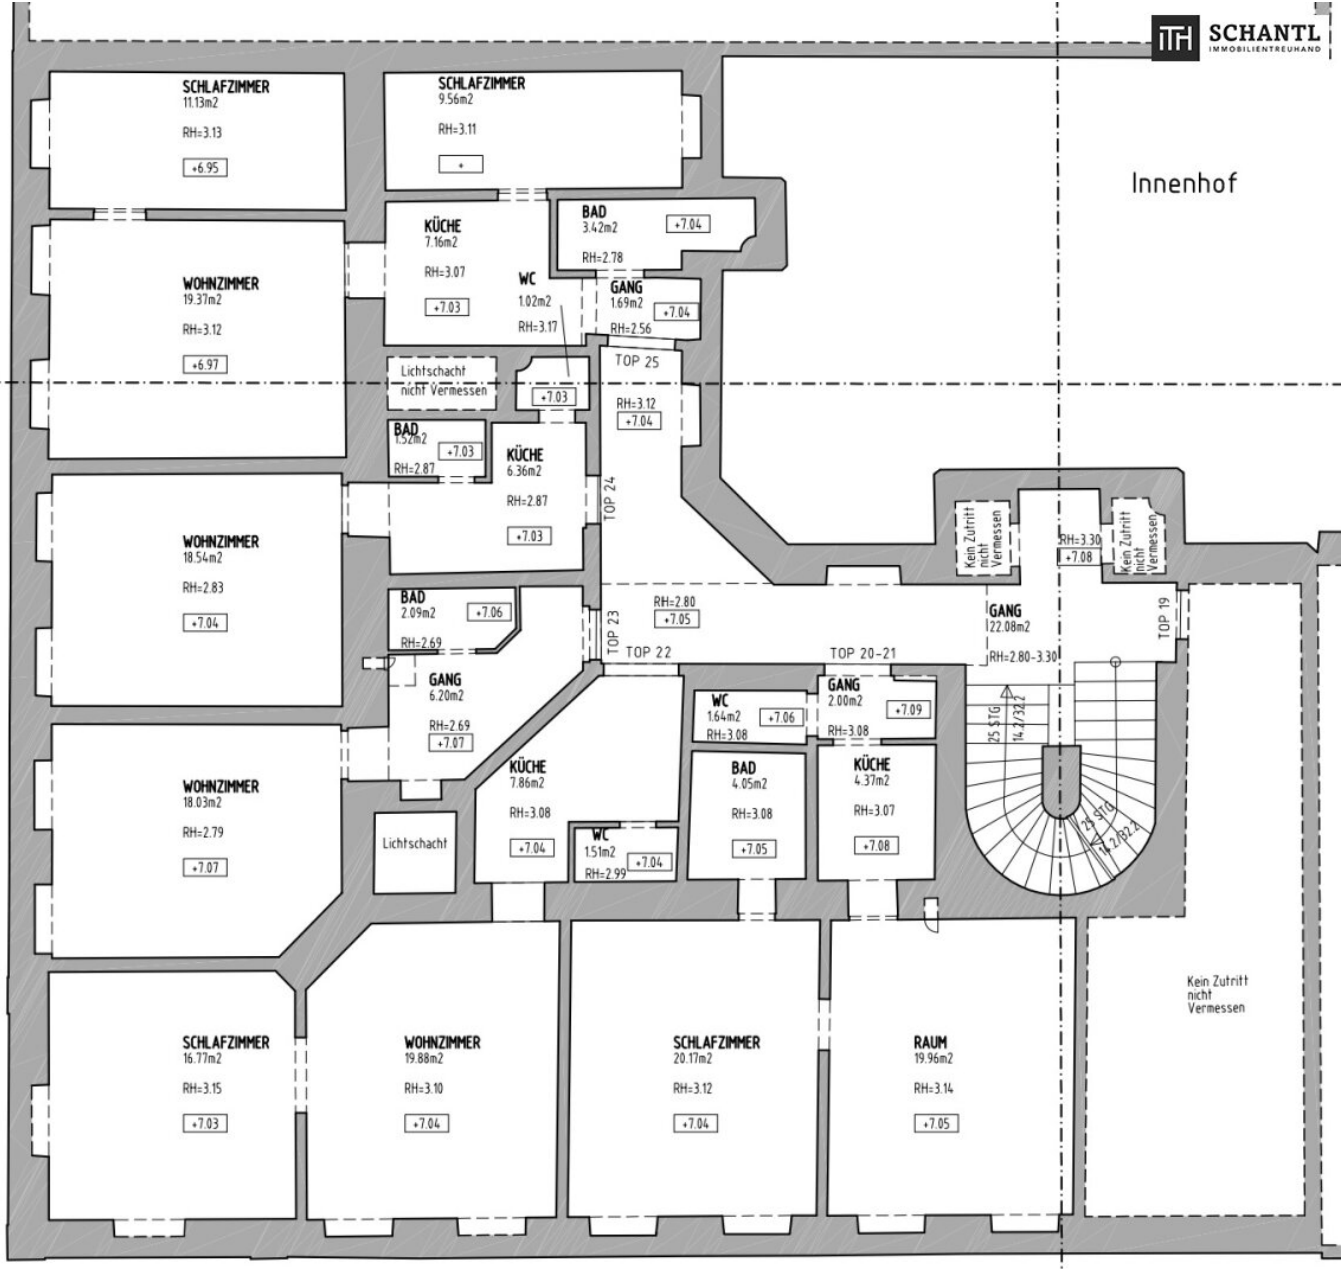 ITH SCHANTL
IMMOBILIENTREUHAND
SCHLAFZIMMER
11.13m2
RH=3.13
+6.95
SCHLAFZIMMER
9.56m2
RH=3.11
+
Innenhof
KÜCHE
7.16m2
RH=3.07
+7.03
BAD
3.42m2
+7.04
RH=2.78
WOHNZIMMER
19.37m2
RH=3.12
+6.97
WC
1.02m2
RH=3.17
GANG
1.69m2
+7.04
RH=2.56
TOP 25
Lichtschacht
nicht Vermessen
+7.03
RH=3.12
+7.04
BAD
1.52m2
+7.03
RH=2.87
KÜCHE
6.36m2
RH=2.87
+7.03
TOP 24
WOHNZIMMER
18.54m2
RH=2.83
+7.04
Kein Zutritt
nicht
Vermessen
RH=3.30
+7.08
Kein Zutritt
nicht
Vermessen
BAD
2.09m2
+7.06
RH=2.69
TOP 23
RH=2.80
+7.05
TOP 22
TOP 20-21
GANG
22.08m2
RH=2.80-3.30
TOP 19
GANG
6.20m2
RH=2.69
+7.07
WC
1.64m2
+7.06
RH=3.08
GANG
2.00m2
+7.09
RH=3.08
25 STG
14.2/32.2
25 STG
14.2/32.2
WOHNZIMMER
18.03m2
RH=2.79
+7.07
KÜCHE
7.86m2
RH=3.08
+7.04
BAD
4.05m2
RH=3.08
+7.05
KÜCHE
4.37m2
RH=3.07
+7.08
Lichtschacht
WC
1.51m2
+7.04
RH=2.99
Kein Zutritt
nicht
Vermessen
SCHLAFZIMMER
16.77m2
RH=3.15
+7.03
WOHNZIMMER
19.88m2
RH=3.10
+7.04
SCHLAFZIMMER
20.17m2
RH=3.12
+7.04
RAUM
19.96m2
RH=3.14
+7.05